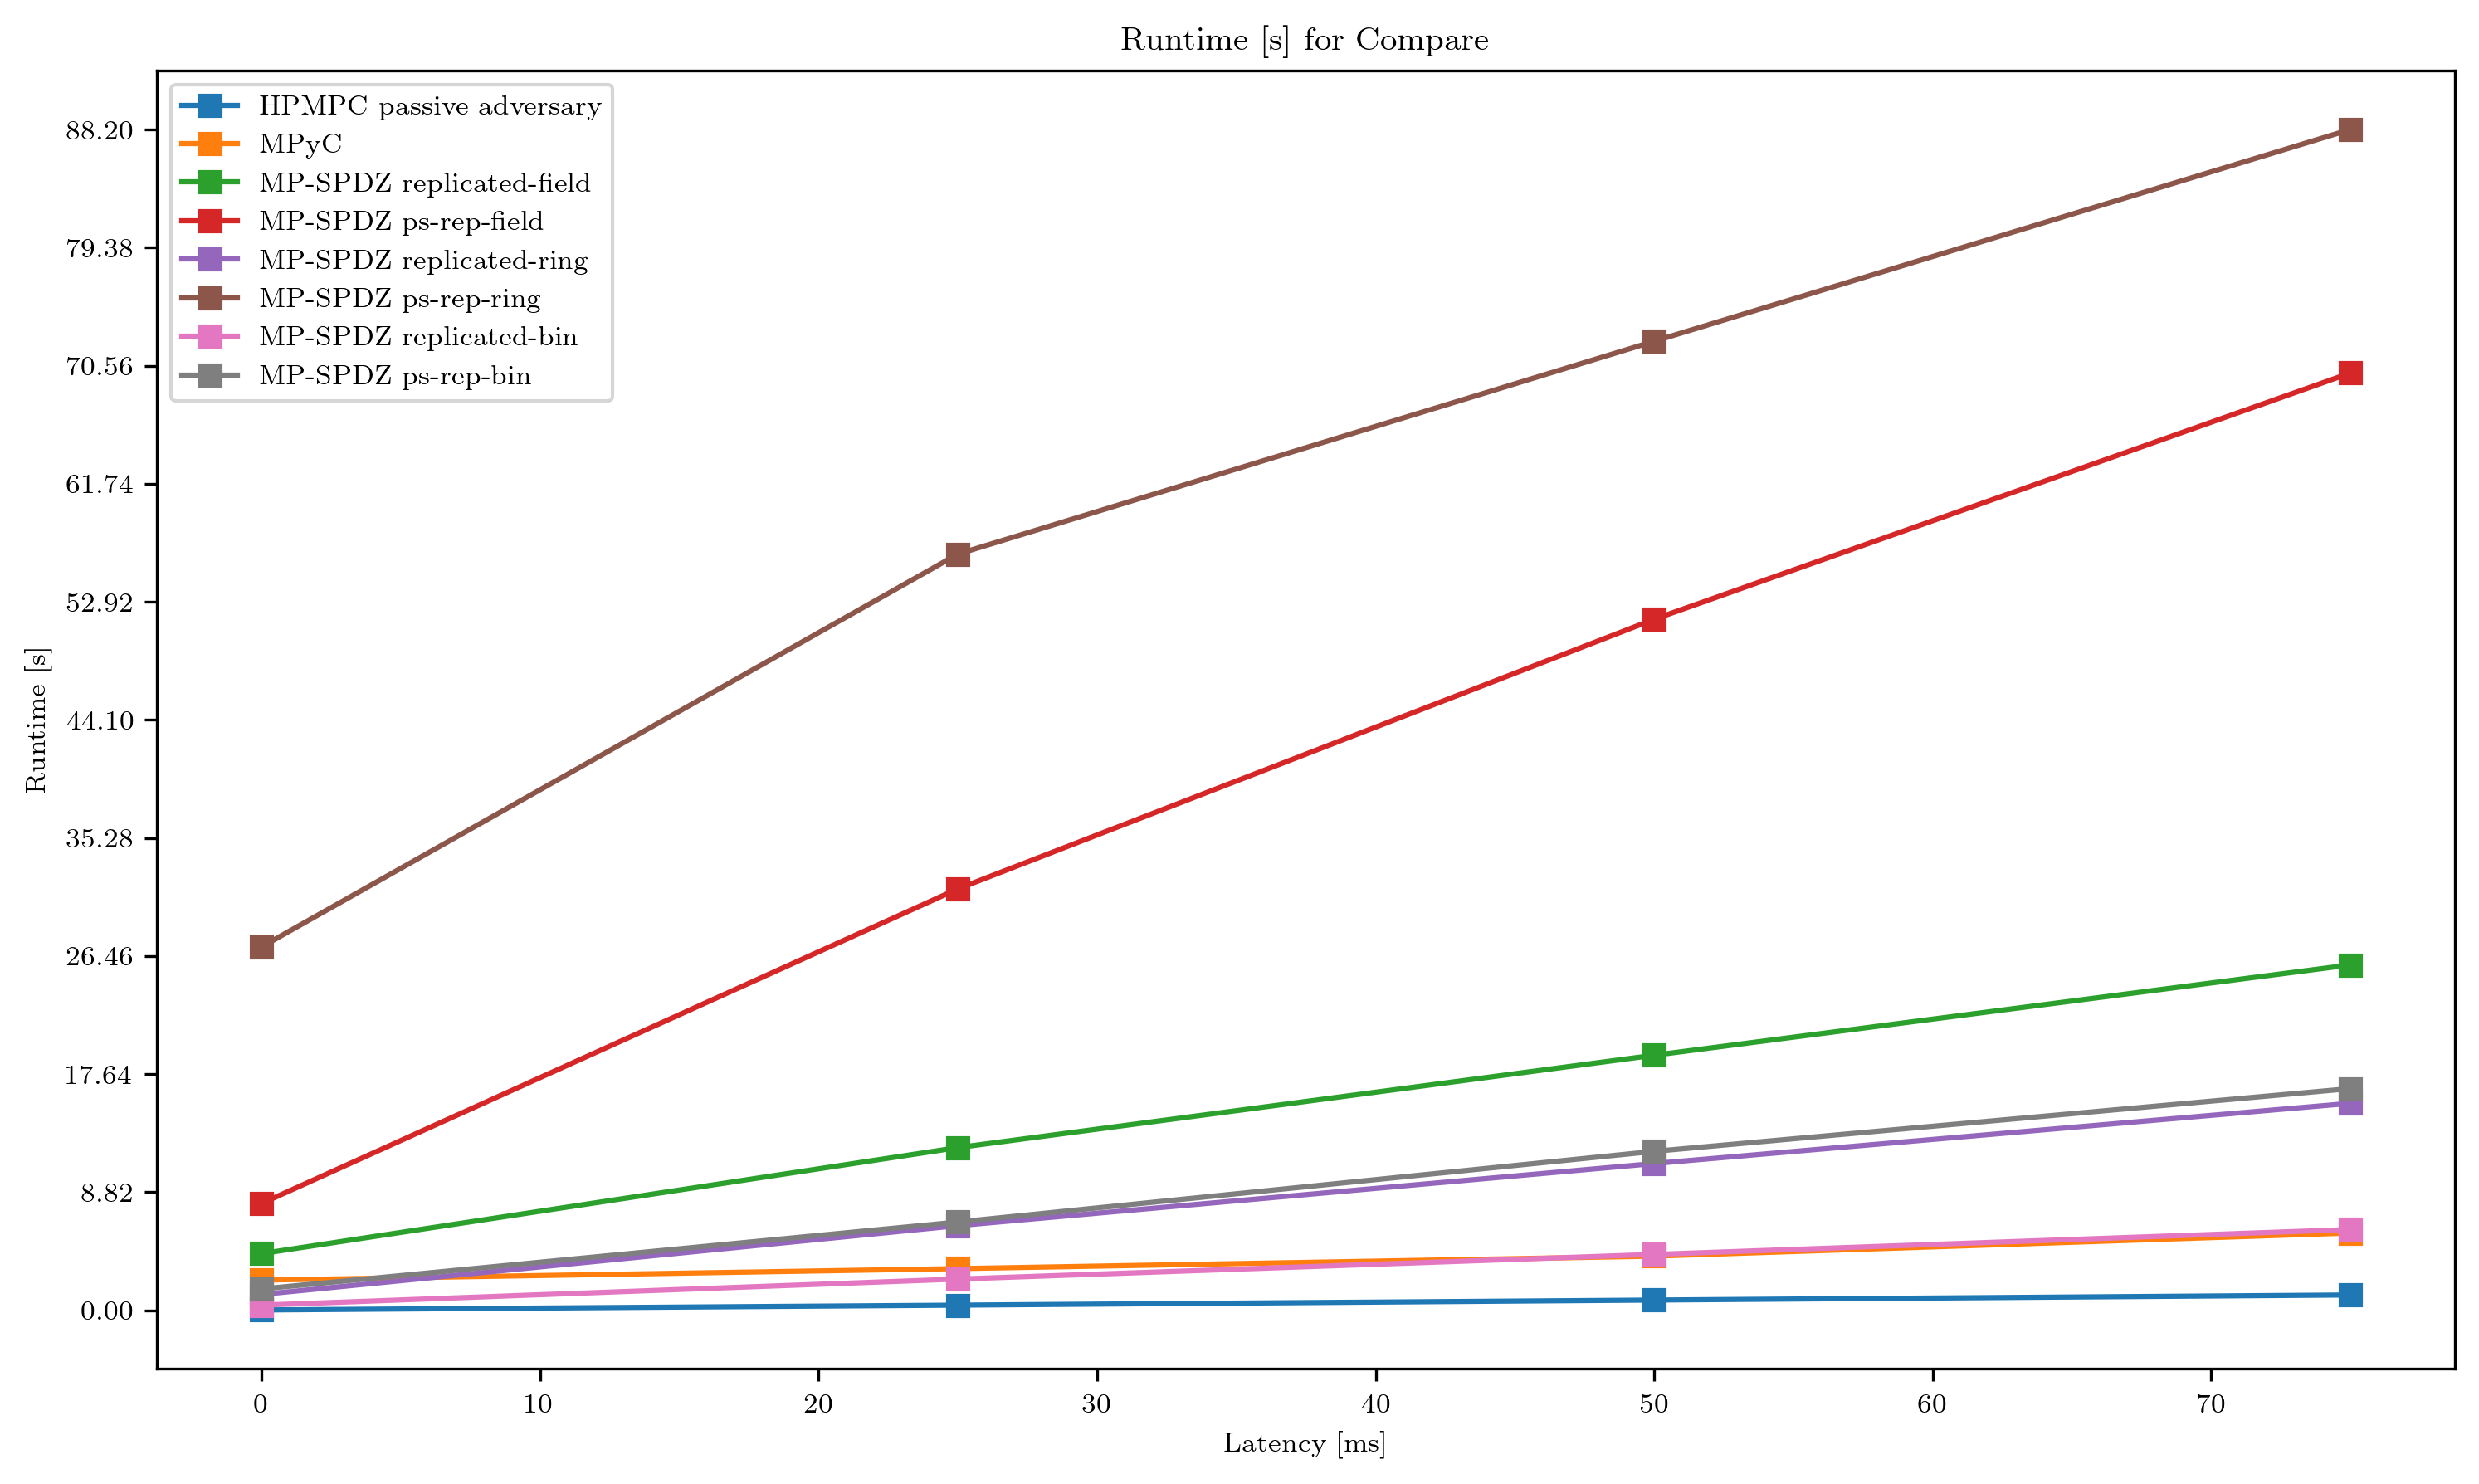 Runtime [s] for Compare
HPMPC passive adversary
MPyC
MP-SPDZ replicated-field
MP-SPDZ ps-rep-field
MP-SPDZ replicated-ring
MP-SPDZ ps-rep-ring
MP-SPDZ replicated-bin
MP-SPDZ ps-rep-bin
88.20
79.38
70.56
61.74
52.92
44.10
35.28
26.46
17.64
8.82
0.00
Runtime [s]
0 10 20 30 40 50 60 70
Latency [ms]